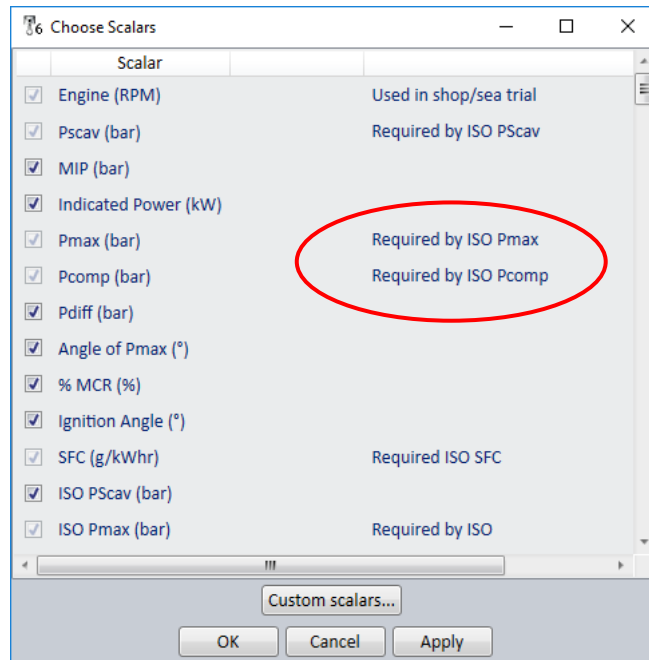 6 Choose Scalars
Scalar
Engine (RPM) Used in shop/sea trial
Pscav (bar) Required by ISO PScav
MIP (bar)
Indicated Power (kW)
Pmax (bar) Required by ISO Pmax
Pcomp (bar) Required by ISO Pcomp
Pdiff (bar)
Angle of Pmax (°)
% MCR (%)
Ignition Angle (°)
SFC (g/kWhr) Required ISO SFC
ISO PScav (bar)
ISO Pmax (bar) Required by ISO
Custom scalars...
OK Cancel Apply